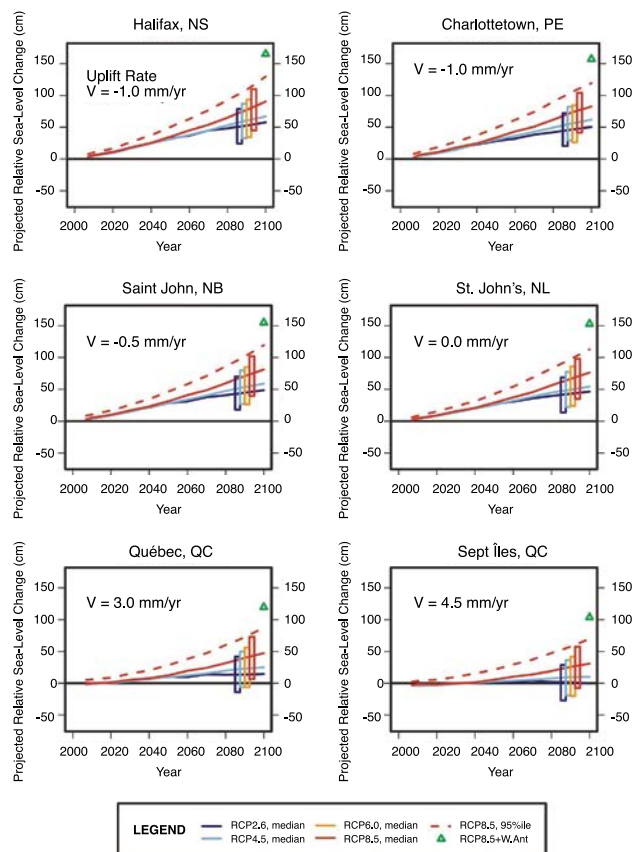 Halifax, NS
Projected Relative Sea-Level Change (cm)
150
100
50
0
-50
Uplift Rate
V = -1.0 mm/yr
150
100
50
0
-50
2000 2020 2040 2060 2080 2100
Year
Charlottetown, PE
Projected Relative Sea-Level Change (cm)
150
100
50
0
-50
V = -1.0 mm/yr
150
100
50
0
-50
2000 2020 2040 2060 2080 2100
Year
Saint John, NB
Projected Relative Sea-Level Change (cm)
150
100
50
0
-50
V = -0.5 mm/yr
150
100
50
0
-50
2000 2020 2040 2060 2080 2100
Year
St. John's, NL
Projected Relative Sea-Level Change (cm)
150
100
50
0
-50
V = 0.0 mm/yr
150
100
50
0
-50
2000 2020 2040 2060 2080 2100
Year
Québec, QC
Projected Relative Sea-Level Change (cm)
150
100
50
0
-50
V = 3.0 mm/yr
150
100
50
0
-50
2000 2020 2040 2060 2080 2100
Year
Sept Îles, QC
Projected Relative Sea-Level Change (cm)
150
100
50
0
-50
V = 4.5 mm/yr
150
100
50
0
-50
2000 2020 2040 2060 2080 2100
Year
LEGEND
RCP2.6, median RCP6.0, median RCP8.5, 95%ile
RCP4.5, median RCP8.5, median RCP8.5+W.Ant